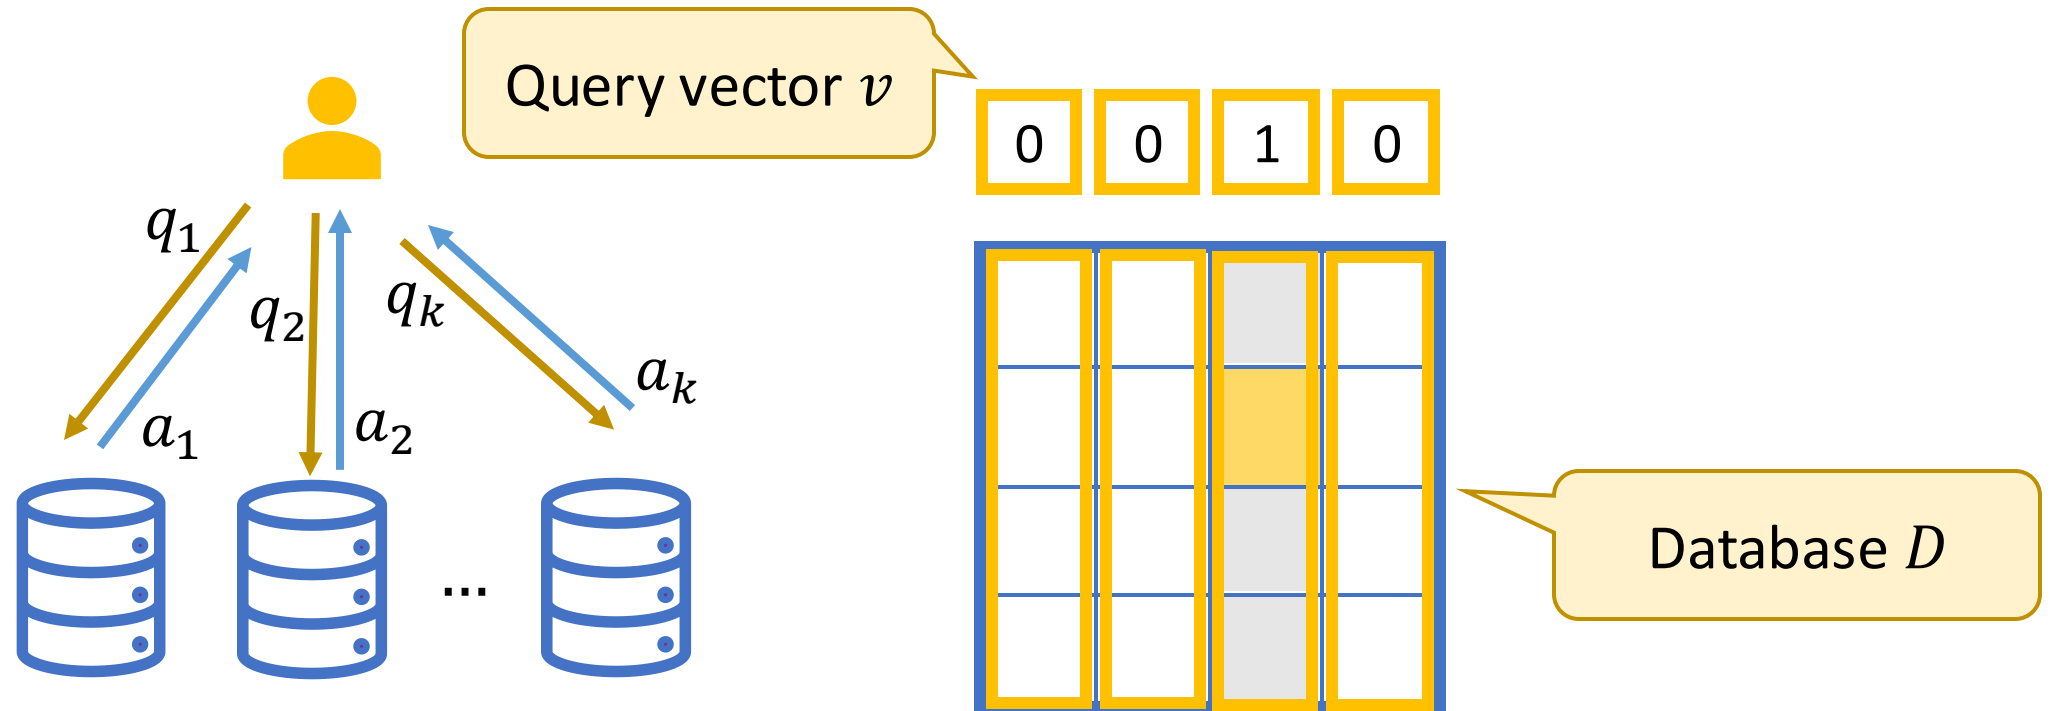 Query vector 𝑣
0 0 1 0
𝑞₁
𝑞₂
𝑞ₖ
𝑎ₖ
𝑎₁
𝑎₂
...
Database 𝐷